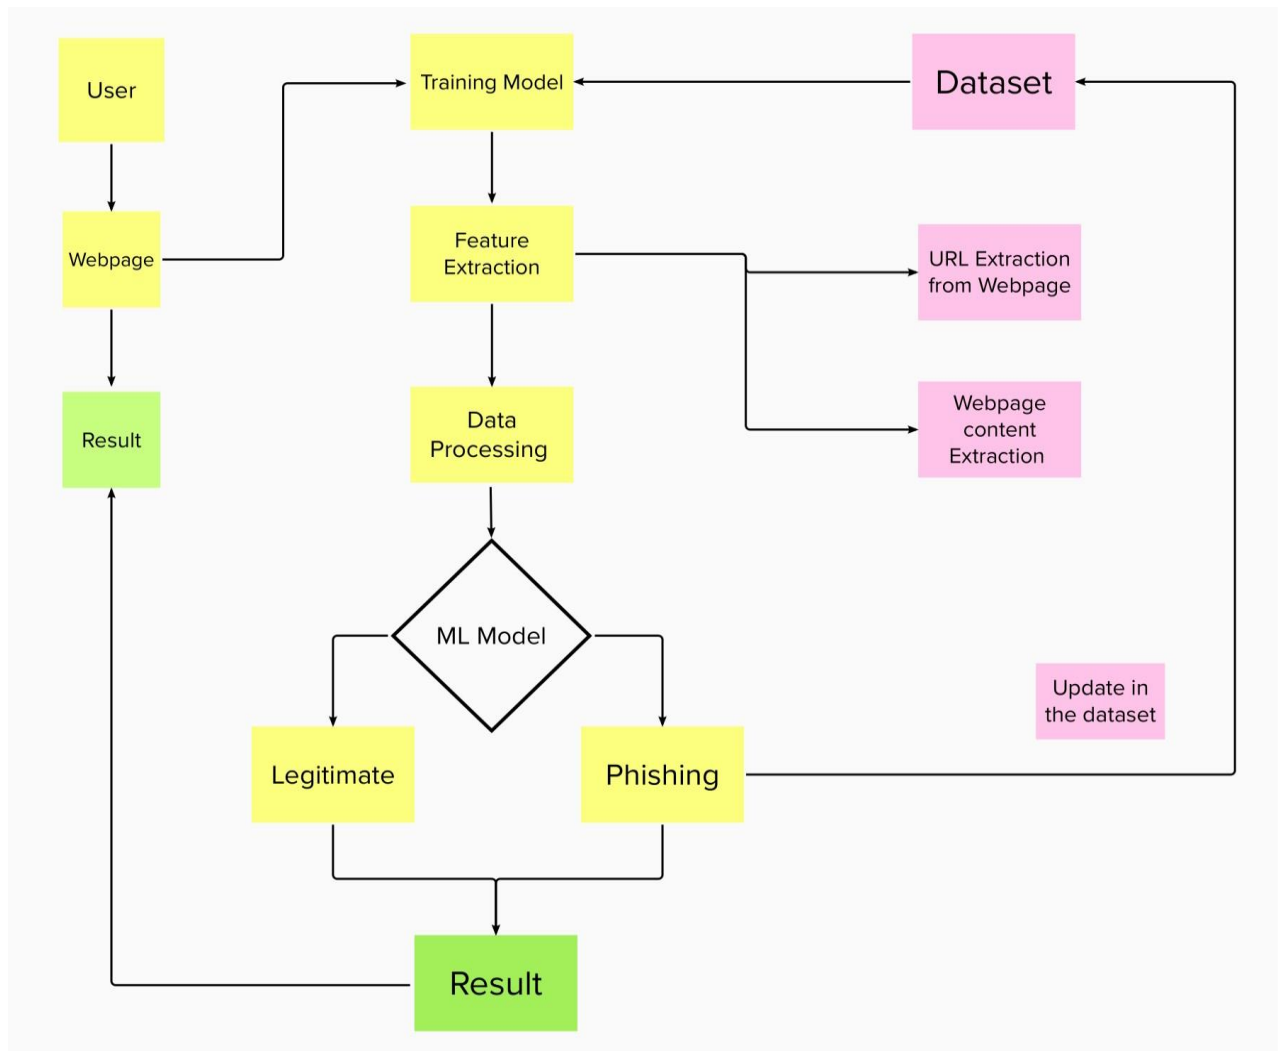 User
Training Model
Dataset
Webpage
Feature
Extraction
URL Extraction
from Webpage
Result
Data
Processing
Webpage
content
Extraction
ML Model
Update in
the dataset
Legitimate
Phishing
Result